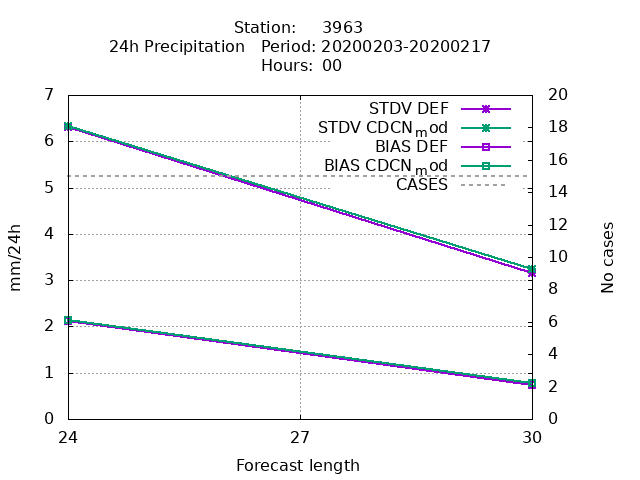 Station: 3963
24h Precipitation Period: 20200203-20200217
Hours: 00
7
6
5
4
3
2
1
0
20
18
16
14
12
10
8
6
4
2
0
mm/24h
No cases
STDV DEF
STDV CDCNmod
BIAS DEF
BIAS CDCNmod
CASES
24 27 30
Forecast length